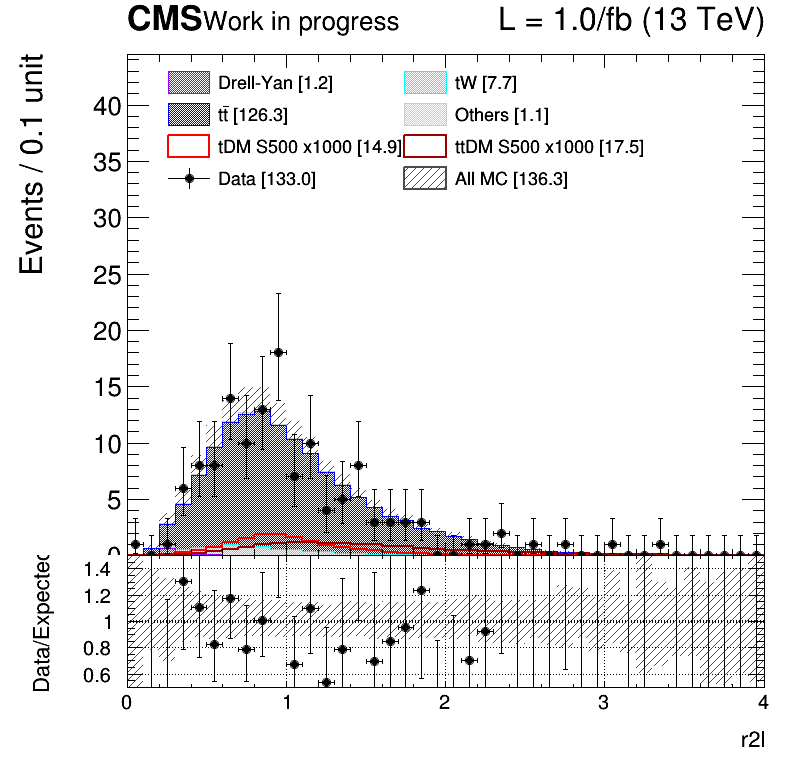 CMS Work in progress L = 1.0/fb (13 TeV)
Events / 0.1 unit
Drell-Yan [1.2] tW [7.7]
tt̄ [126.3] Others [1.1]
tDM S500 x1000 [14.9] ttDM S500 x1000 [17.5]
Data [133.0] All MC [136.3]
40
35
30
25
20
15
10
5
0
Data/Expected
1.4
1.2
1
0.8
0.6
0 1 2 3 4
r2l